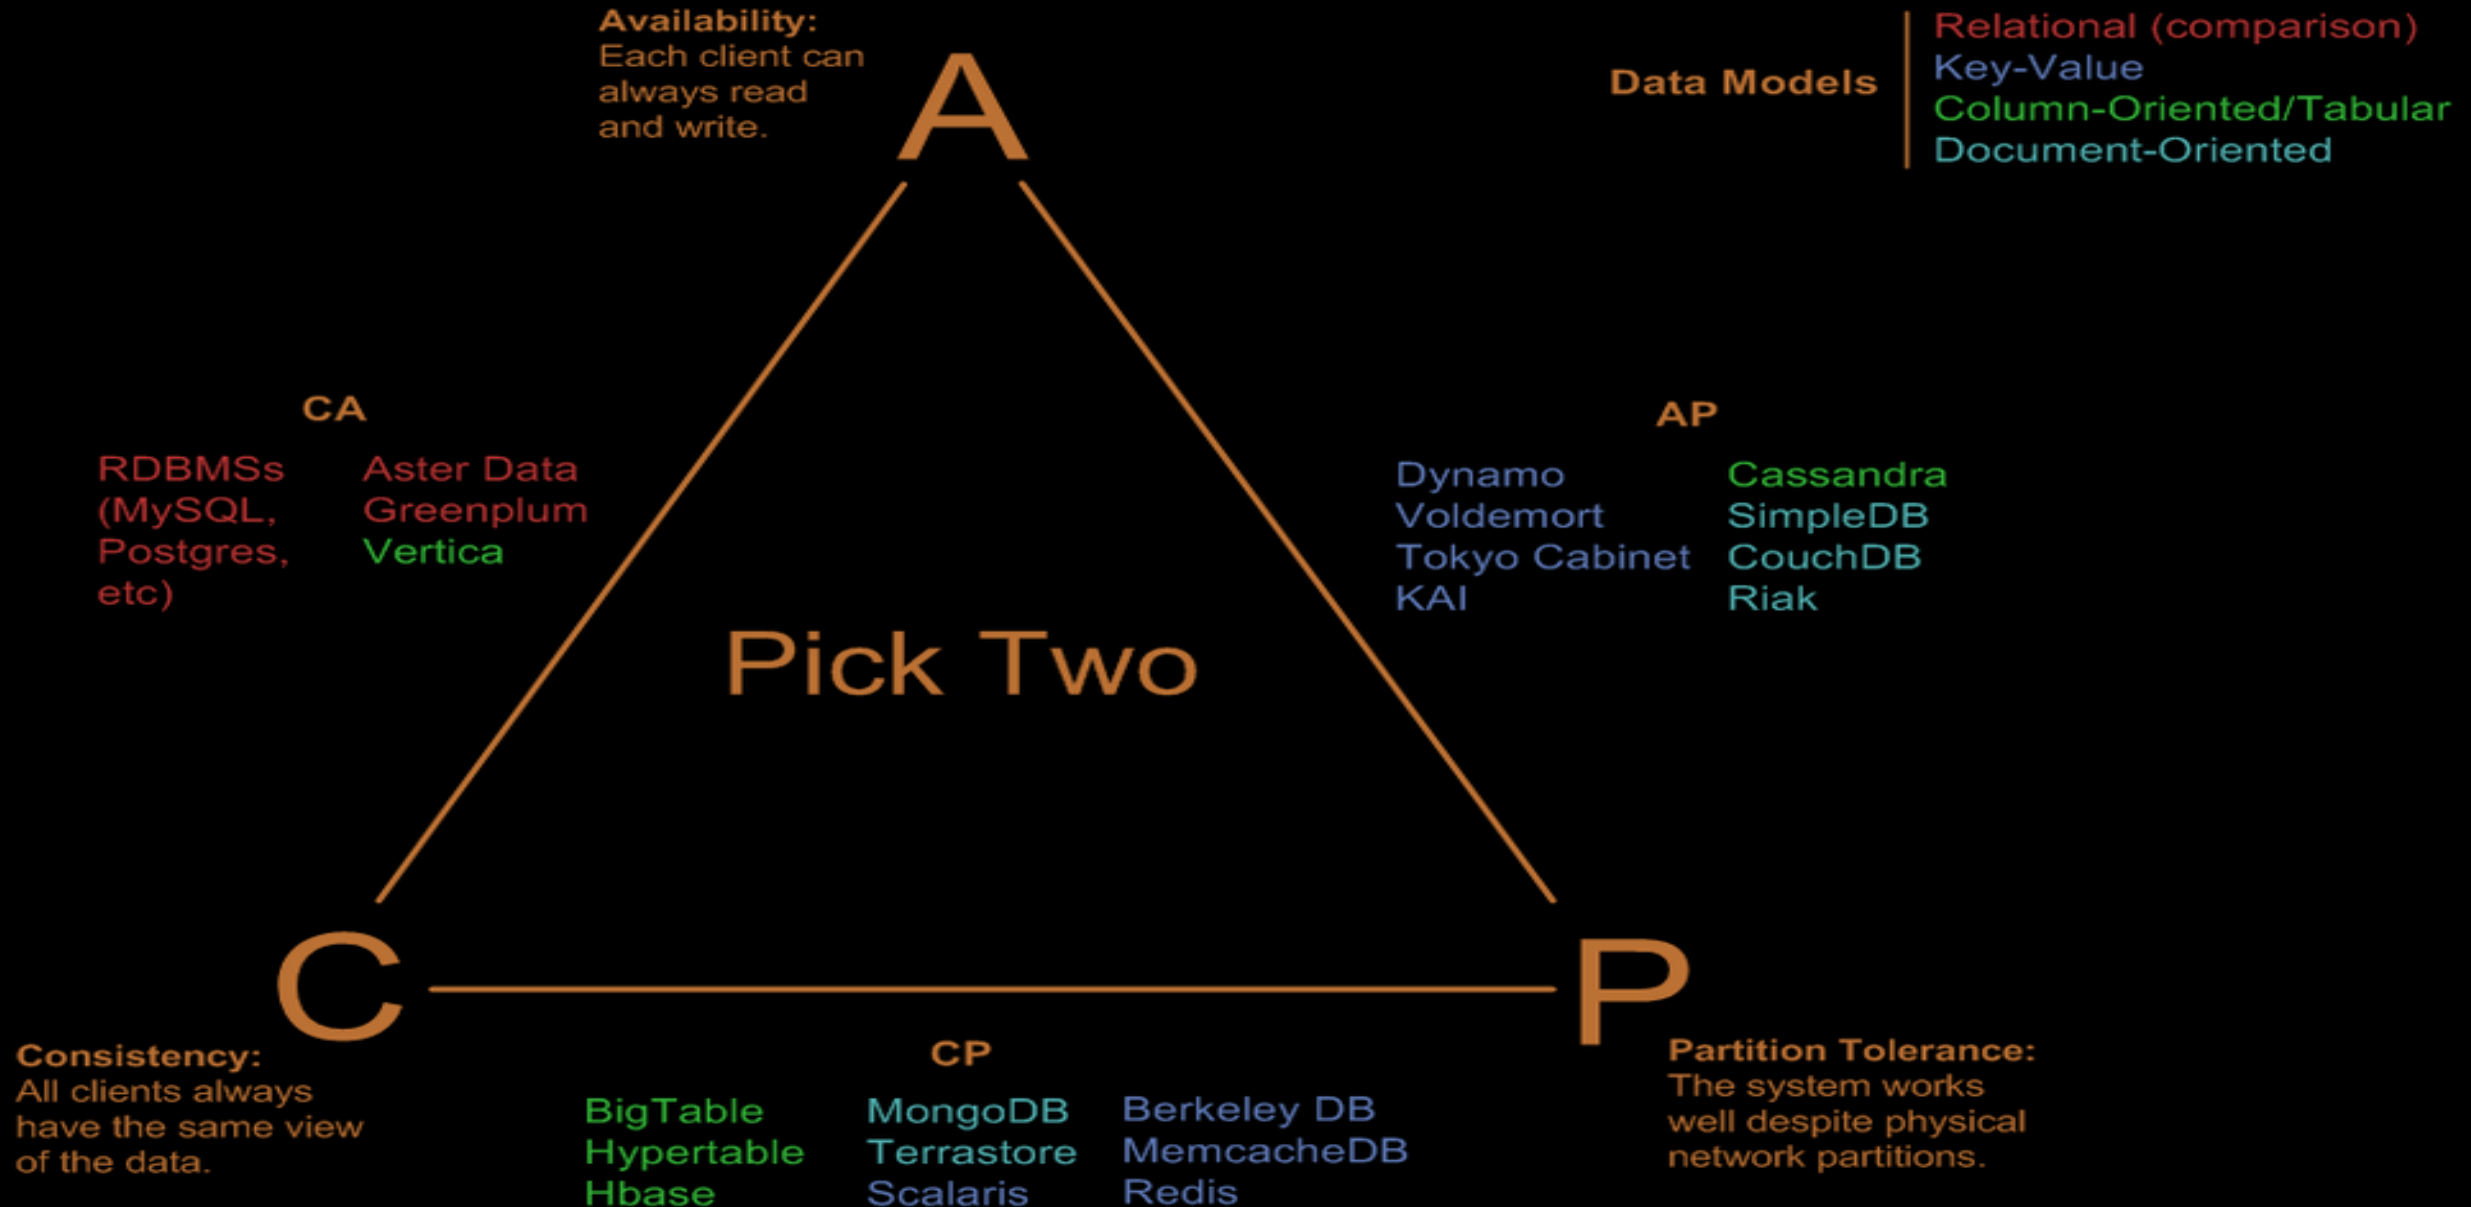 Availability:
Each client can
always read
and write.
A
Data Models
Relational (comparison)
Key-Value
Column-Oriented/Tabular
Document-Oriented
CA
RDBMSs
(MySQL,
Postgres,
etc)
Aster Data
Greenplum
Vertica
AP
Dynamo
Voldemort
Tokyo Cabinet
KAI
Cassandra
SimpleDB
CouchDB
Riak
Pick Two
C
Consistency:
All clients always
have the same view
of the data.
CP
BigTable
Hypertable
Hbase
MongoDB
Terrastore
Scalaris
Berkeley DB
MemcacheDB
Redis
P
Partition Tolerance:
The system works
well despite physical
network partitions.